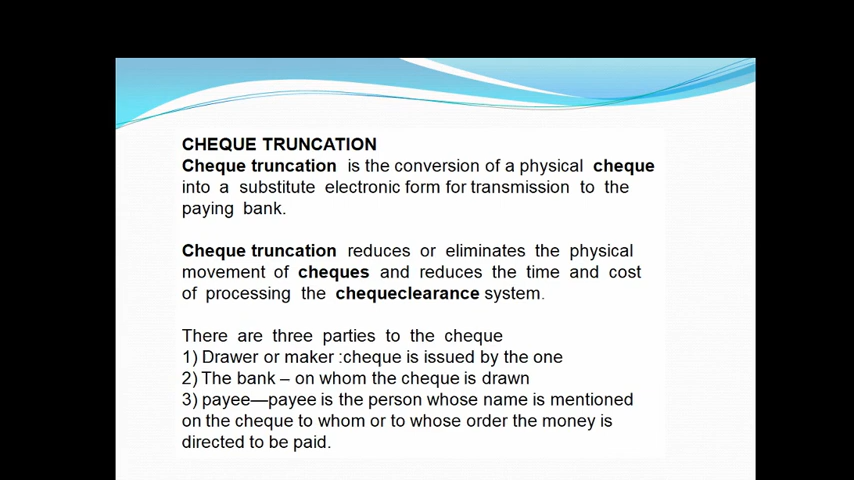 CHEQUE TRUNCATION
Cheque truncation is the conversion of a physical cheque
into a substitute electronic form for transmission to the
paying bank.
Cheque truncation reduces or eliminates the physical
movement of cheques and reduces the time and cost
of processing the chequeclearance system.
There are three parties to the cheque
1) Drawer or maker :cheque is issued by the one
2) The bank – on whom the cheque is drawn
3) payee—payee is the person whose name is mentioned
on the cheque to whom or to whose order the money is
directed to be paid.